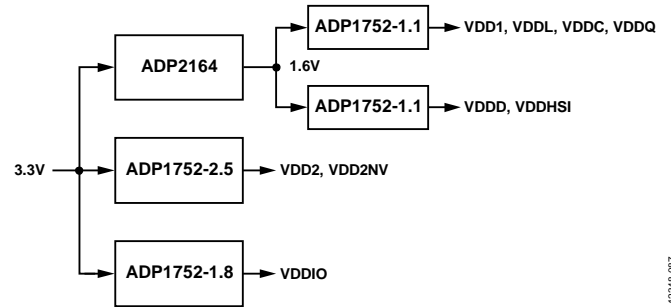 ADP1752-1.1
VDD1, VDDL, VDDC, VDDQ
ADP2164
1.6V
ADP1752-1.1
VDDD, VDDHSI
3.3V
ADP1752-2.5
VDD2, VDD2NV
ADP1752-1.8
VDDIO